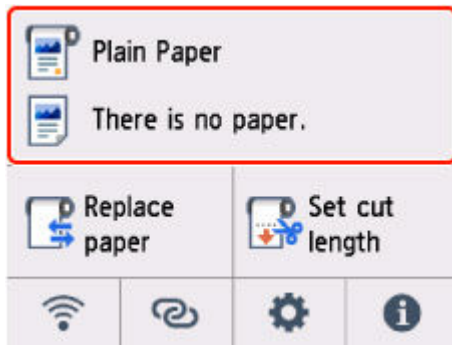 Plain Paper
There is no paper.
Replace
paper
Set cut
length